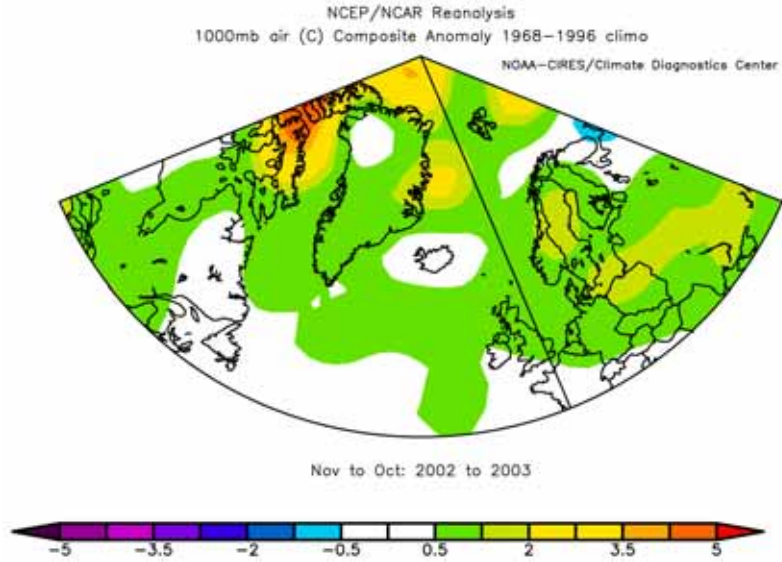 NCEP/NCAR Reanalysis
1000mb air (C) Composite Anomaly 1968-1996 climo
NOAA-CIRES/Climate Diagnostics Center
Nov to Oct: 2002 to 2003
-5 -3.5 -2 -0.5 0.5 2 3.5 5